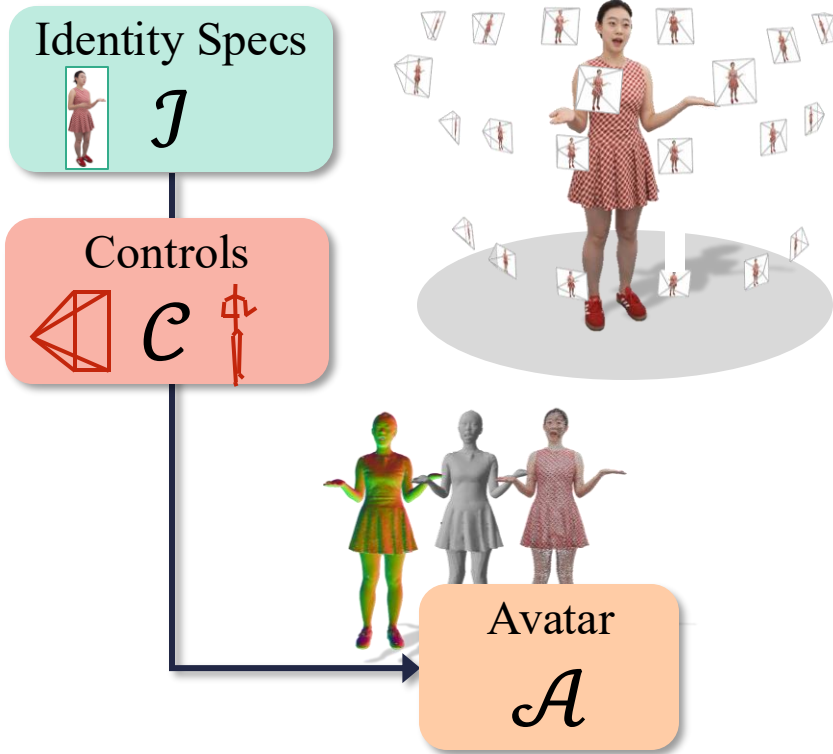 Identity Specs
ℐ
Controls
𝒞
Avatar
𝒜